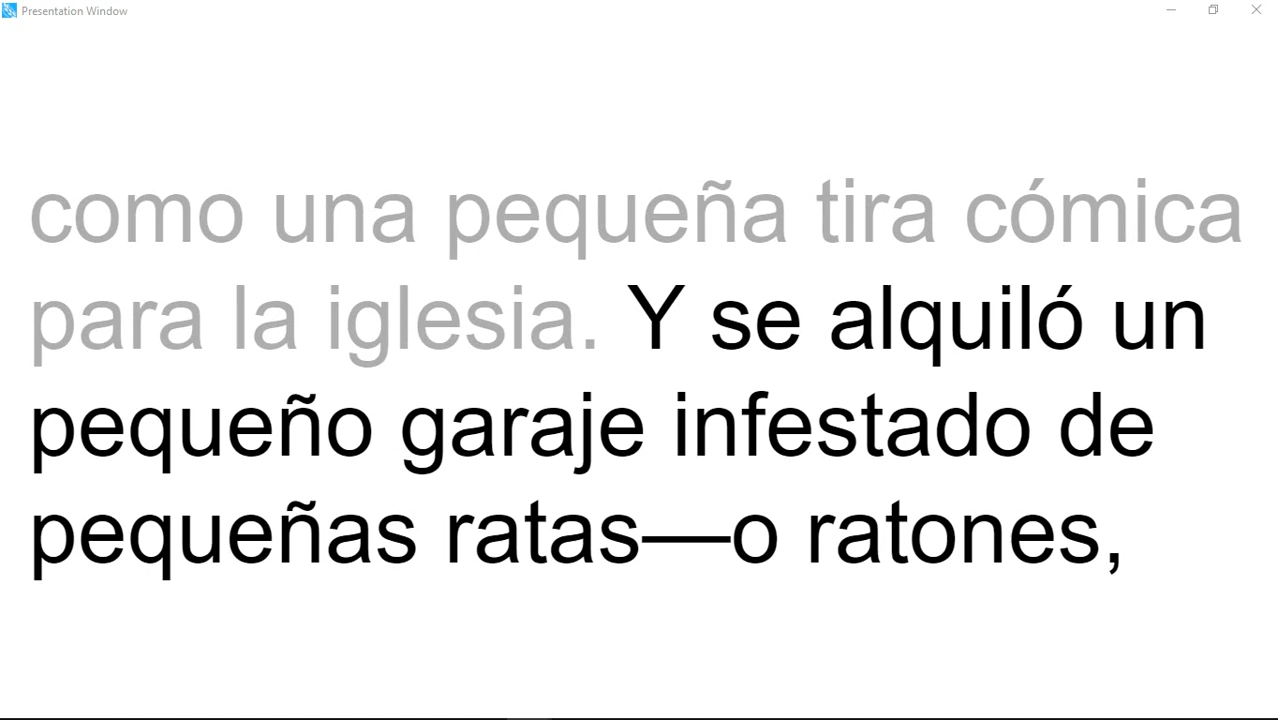 Presentation Window
como una pequeña tira cómica
para la iglesia. Y se alquiló un
pequeño garaje infestado de
pequeñas ratas—o ratones,